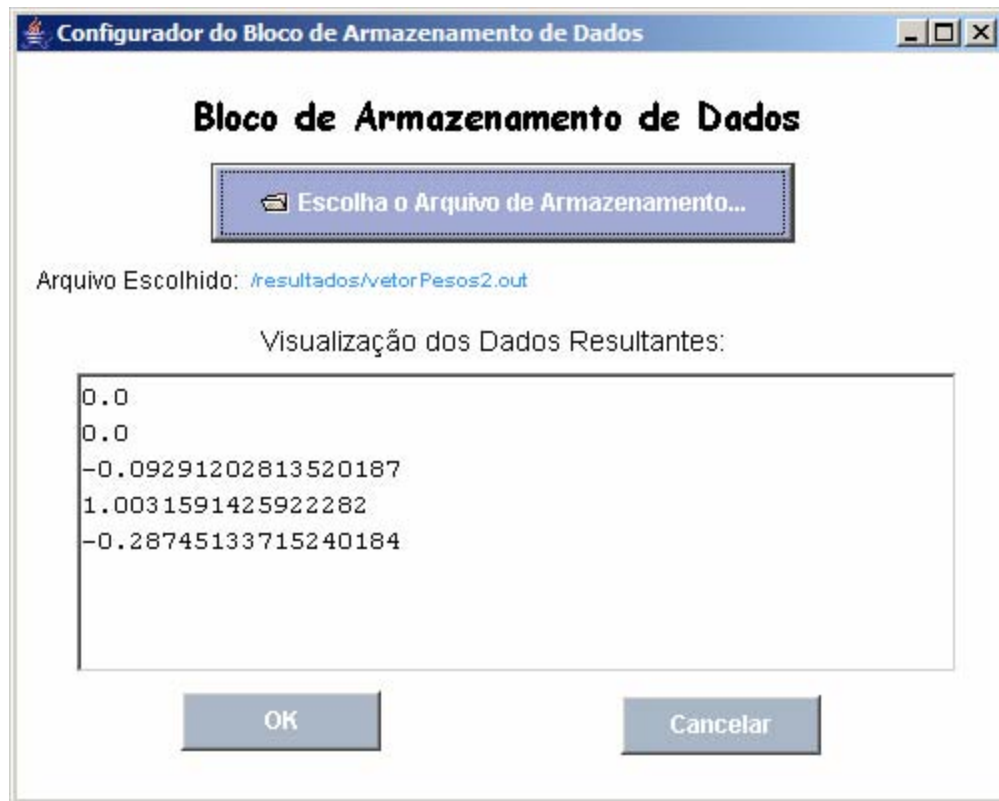 Configurador do Bloco de Armazenamento de Dados
Bloco de Armazenamento de Dados
Escolha o Arquivo de Armazenamento...
Arquivo Escolhido: /resultados/vetorPesos2.out
Visualização dos Dados Resultantes:
0.0
0.0
-0.09291202813520187
1.0031591425922282
-0.28745133715240184
OK
Cancelar